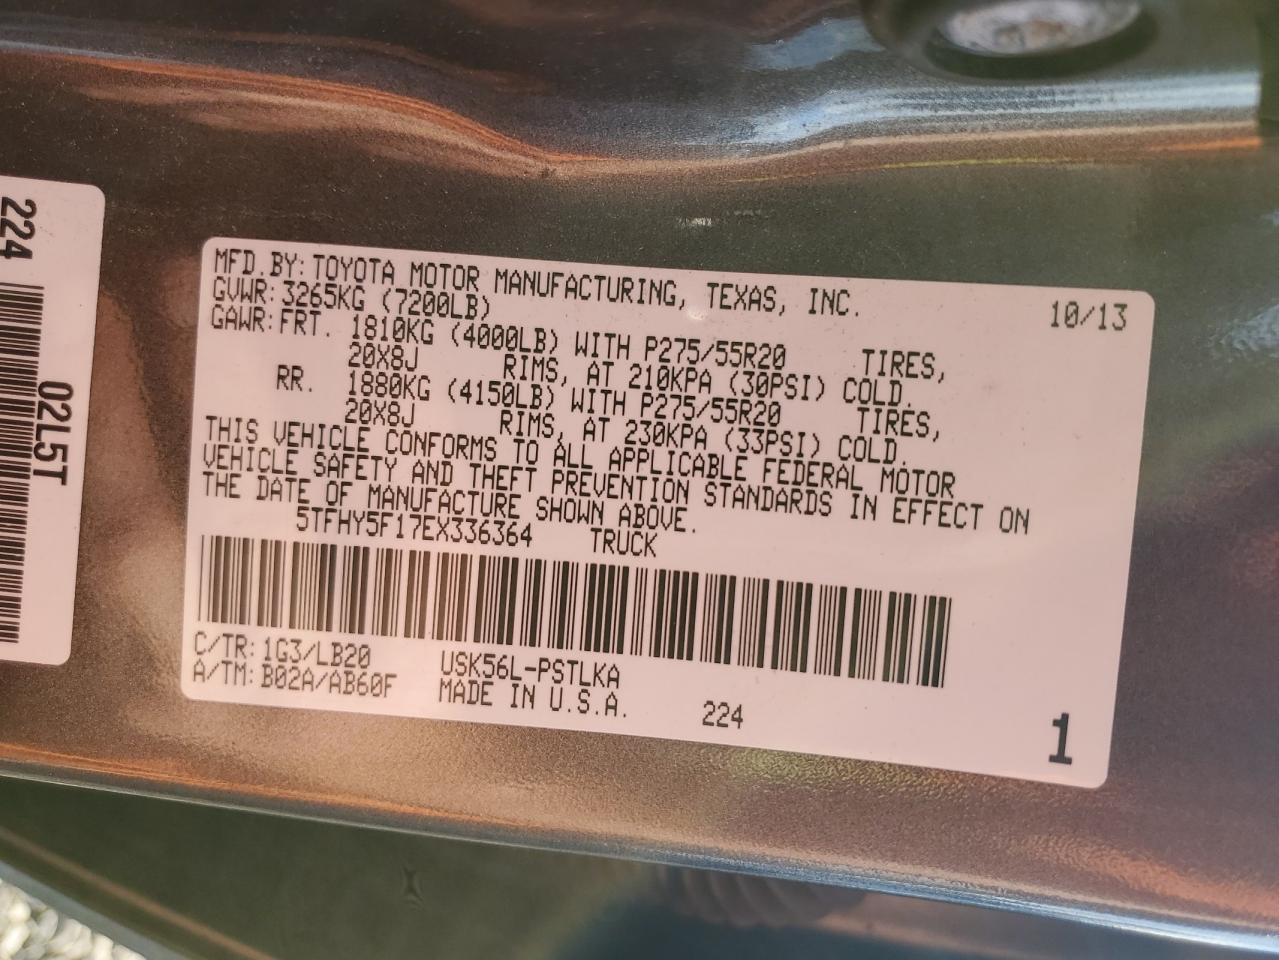 224
02L5T
MFD.BY:TOYOTA MOTOR MANUFACTURING, TEXAS, INC. 10/13
GVWR:3265KG (7200LB)
GAWR:FRT. 1810KG (4000LB) WITH P275/55R20 TIRES,
20X8J RIMS, AT 210KPA (30PSI) COLD.
RR. 1880KG (4150LB) WITH P275/55R20 TIRES,
20X8J RIMS, AT 230KPA (33PSI) COLD.
THIS VEHICLE CONFORMS TO ALL APPLICABLE FEDERAL MOTOR
VEHICLE SAFETY AND THEFT PREVENTION STANDARDS IN EFFECT ON
THE DATE OF MANUFACTURE SHOWN ABOVE.
5TFHY5F17EX336364 TRUCK
C/TR:1G3/LB20 USK56L-PSTLKA
A/TM:B02A/AB60F MADE IN U.S.A. 224
1